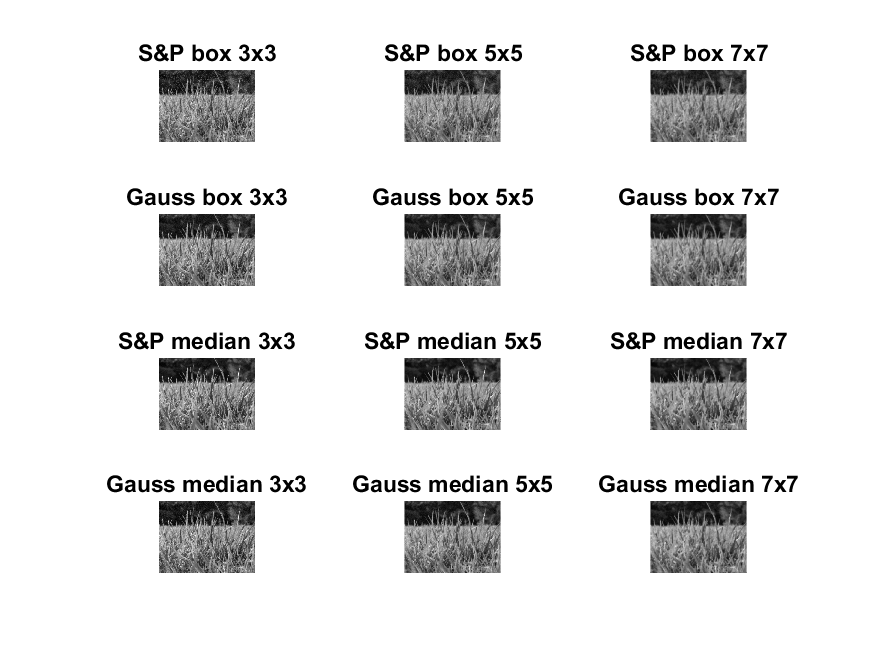 S&P box 3x3
S&P box 5x5
S&P box 7x7
Gauss box 3x3
Gauss box 5x5
Gauss box 7x7
S&P median 3x3
S&P median 5x5
S&P median 7x7
Gauss median 3x3
Gauss median 5x5
Gauss median 7x7